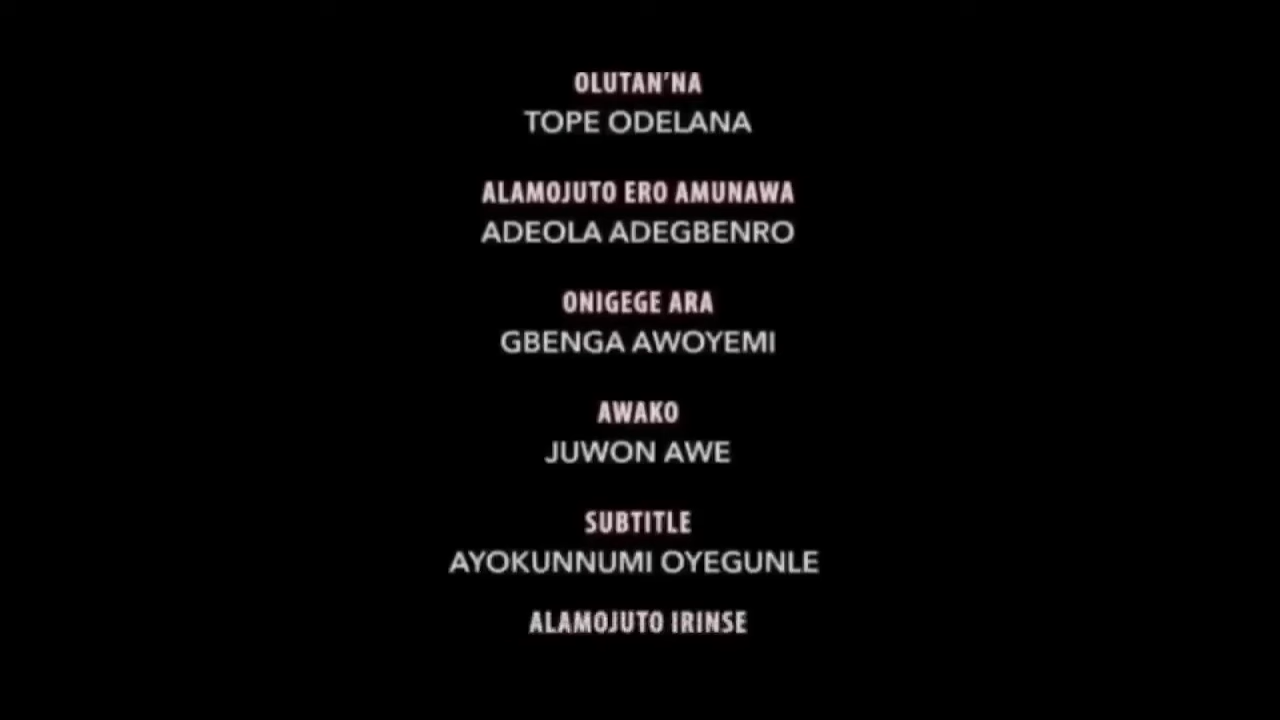 OLUTAN'NA
TOPE ODELANA
ALAMOJUTO ERO AMUNAWA
ADEOLA ADEGBENRO
ONIGEGE ARA
GBENGA AWOYEMI
AWAKO
JUWON AWE
SUBTITLE
AYOKUNNUMI OYEGUNLE
ALAMOJUTO IRINSE